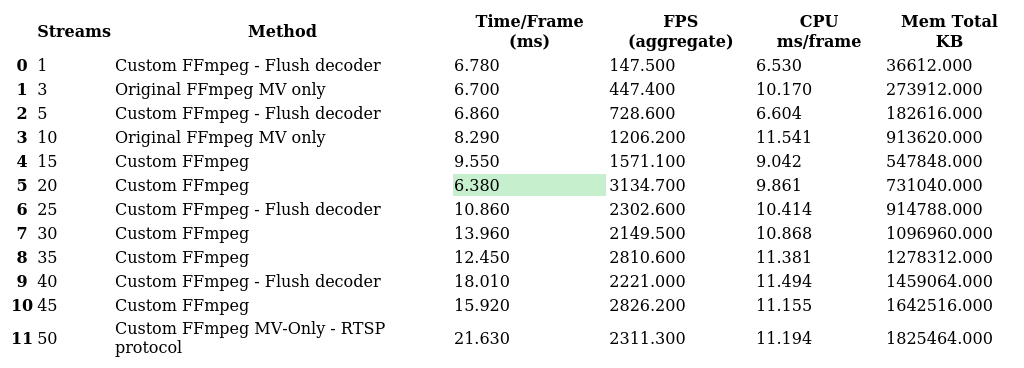 Streams Method Time/Frame (ms) FPS (aggregate) CPU ms/frame Mem Total KB
0 1 Custom FFmpeg - Flush decoder 6.780 147.500 6.530 36612.000
1 3 Original FFmpeg MV only 6.700 447.400 10.170 273912.000
2 5 Custom FFmpeg - Flush decoder 6.860 728.600 6.604 182616.000
3 10 Original FFmpeg MV only 8.290 1206.200 11.541 913620.000
4 15 Custom FFmpeg 9.550 1571.100 9.042 547848.000
5 20 Custom FFmpeg 6.380 3134.700 9.861 731040.000
6 25 Custom FFmpeg - Flush decoder 10.860 2302.600 10.414 914788.000
7 30 Custom FFmpeg 13.960 2149.500 10.868 1096960.000
8 35 Custom FFmpeg 12.450 2810.600 11.381 1278312.000
9 40 Custom FFmpeg - Flush decoder 18.010 2221.000 11.494 1459064.000
10 45 Custom FFmpeg 15.920 2826.200 11.155 1642516.000
11 50 Custom FFmpeg MV-Only - RTSP protocol 21.630 2311.300 11.194 1825464.000